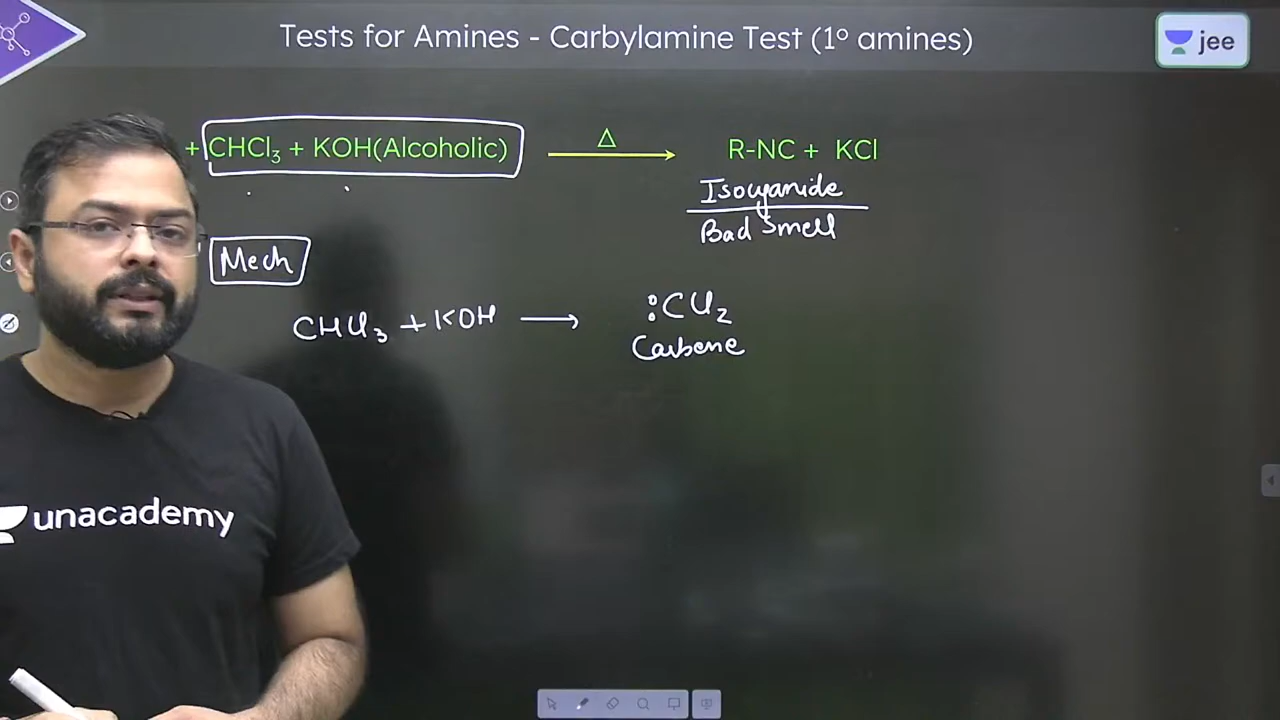 Tests for Amines - Carbylamine Test (1° amines)
jee
+ CHCl₃ + KOH(Alcoholic) Δ R-NC + KCl
Isocyanide
Bad Smell
Mech
CHCl₃ + KOH → :CCl₂
Carbene
unacademy